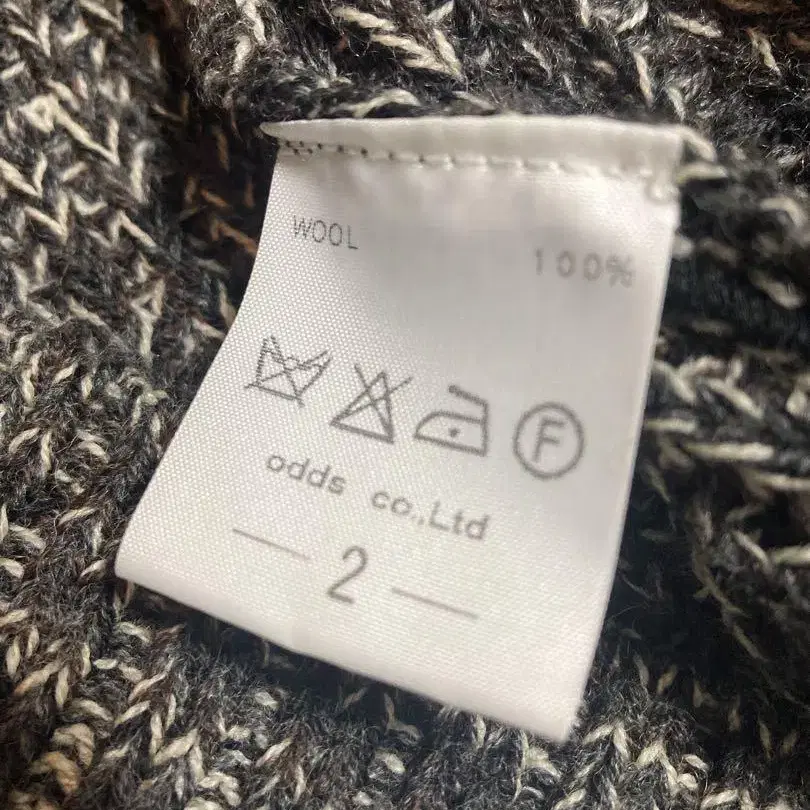 WOOL 100%
F
odds co.,Ltd
— 2 —